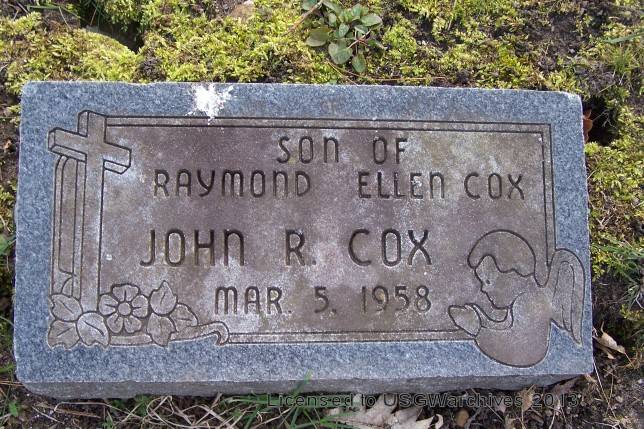 SON OF
RAYMOND ELLEN COX
JOHN R. COX
MAR. 5, 1958
Licensed to USGWarchives 2013